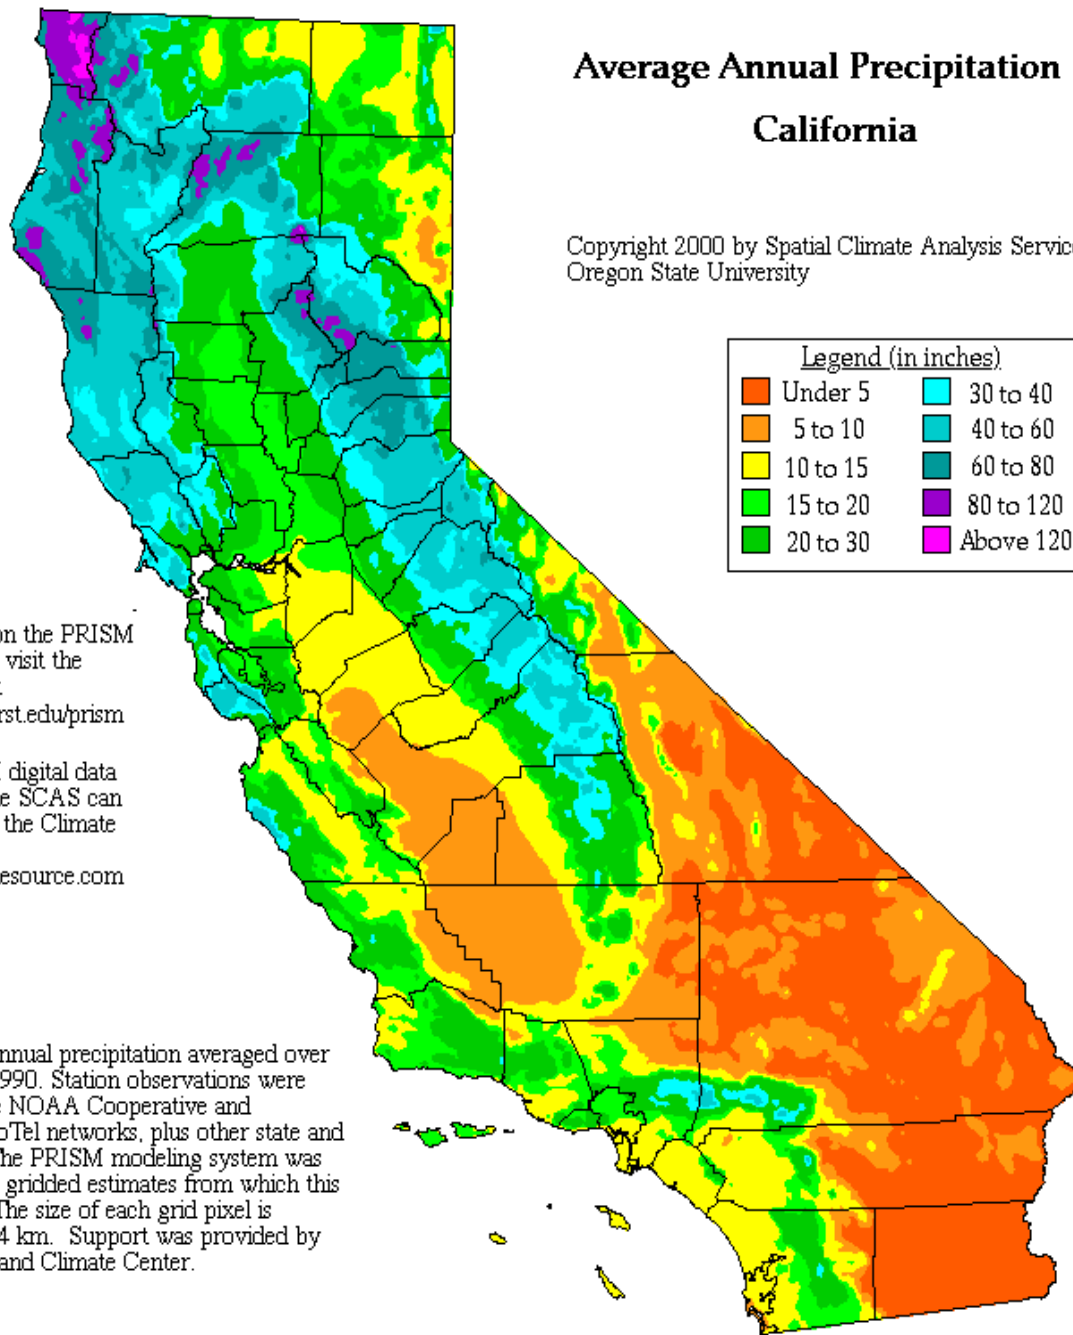 Average Annual Precipitation
California
Copyright 2000 by Spatial Climate Analysis Service
Oregon State University
Legend (in inches)
Under 5
30 to 40
5 to 10
40 to 60
10 to 15
60 to 80
15 to 20
80 to 120
20 to 30
Above 120
on the PRISM
visit the
rst.edu/prism
digital data
e SCAS can
the Climate
esource.com
nnual precipitation averaged over
990. Station observations were
e NOAA Cooperative and
oTel networks, plus other state and
he PRISM modeling system was
gridded estimates from which this
The size of each grid pixel is
4 km. Support was provided by
and Climate Center.